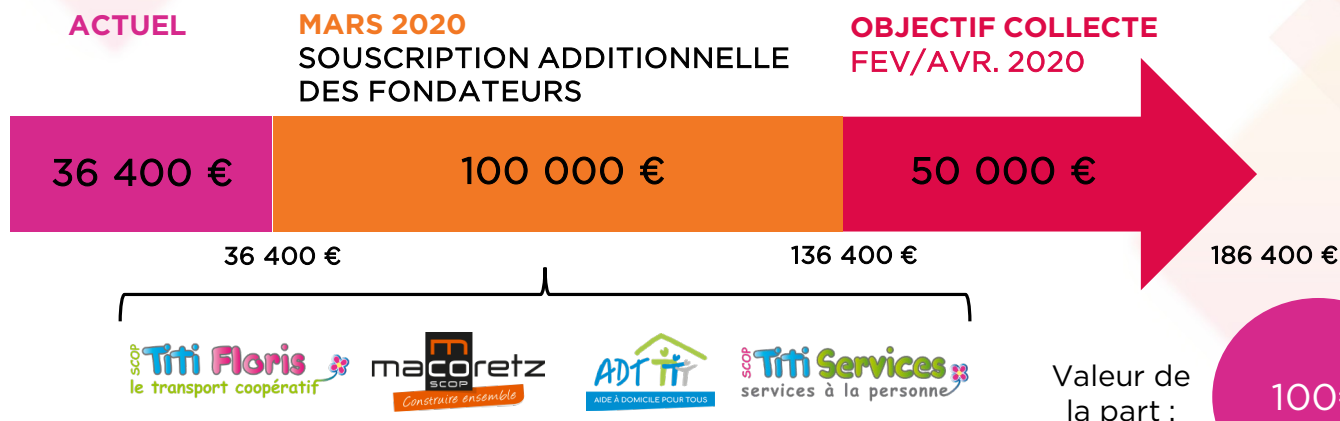 ACTUEL
MARS 2020
SOUSCRIPTION ADDITIONNELLE
DES FONDATEURS
OBJECTIF COLLECTE
FEV/AVR. 2020
36 400 €
100 000 €
50 000 €
36 400 €
136 400 €
186 400 €
SCOP
Titi Floris
le transport coopératif
m
macoretz
SCOP
Construire ensemble
ADT
AIDE À DOMICILE POUR TOUS
SCOP
Titi Services
services à la personne
Valeur de
la part :
100